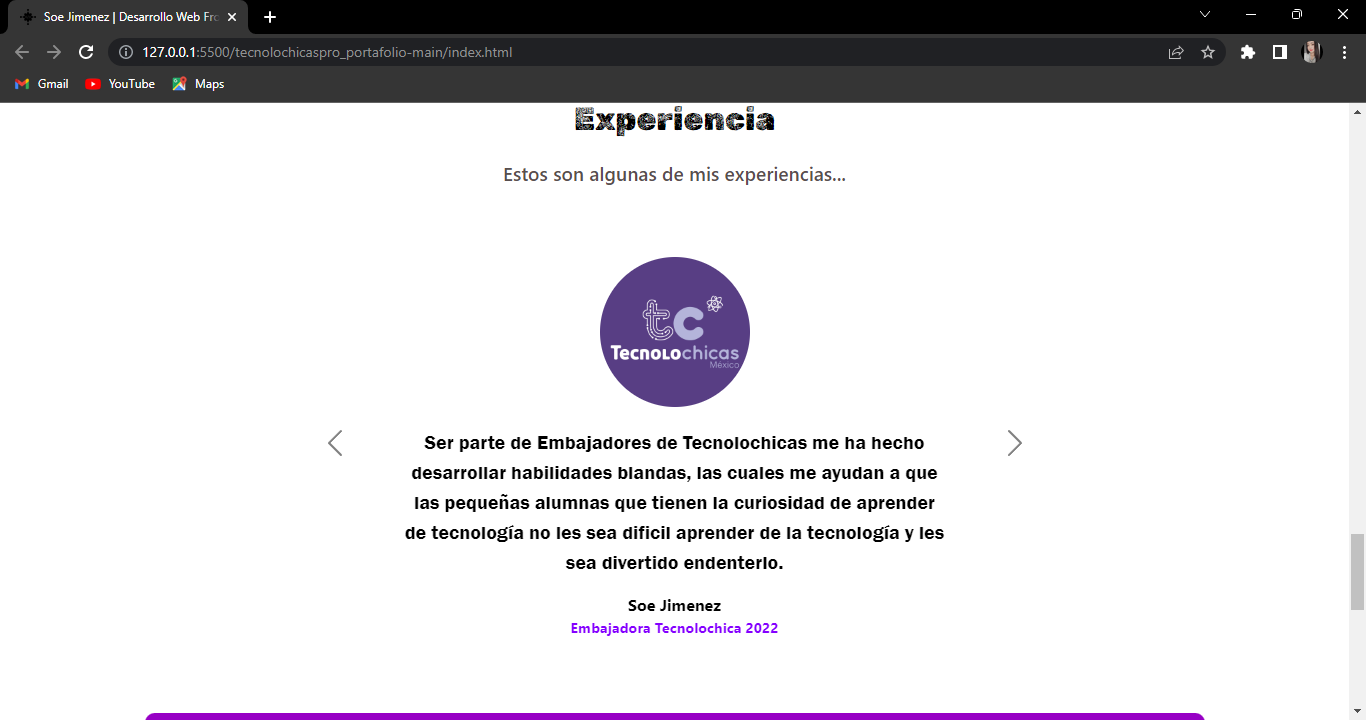 Soe Jimenez | Desarrollo Web Fro
127.0.0.1:5500/tecnolochicaspro_portafolio-main/index.html
Gmail YouTube Maps
Experiencia
Estos son algunas de mis experiencias...
tc
Tecnolochicas
México
Ser parte de Embajadores de Tecnolochicas me ha hecho
desarrollar habilidades blandas, las cuales me ayudan a que
las pequeñas alumnas que tienen la curiosidad de aprender
de tecnología no les sea dificil aprender de la tecnología y les
sea divertido endenterlo.
Soe Jimenez
Embajadora Tecnolochica 2022